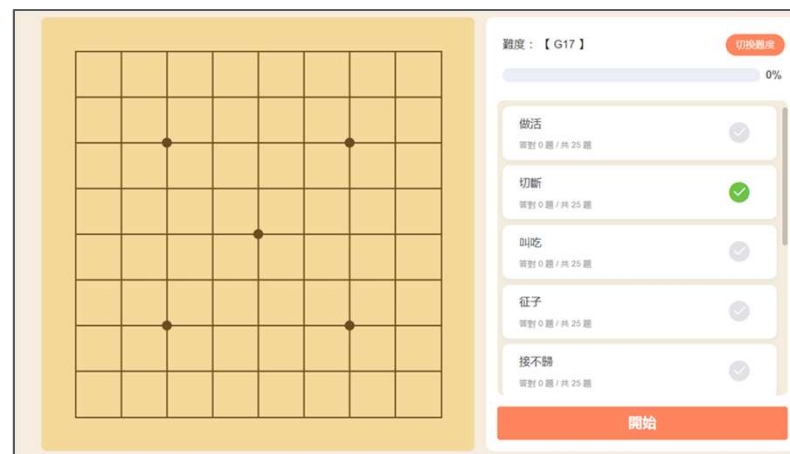 難度：【 G17 】
切換難度
0%
做活
答對 0 題 / 共 25 題
切斷
答對 0 題 / 共 25 題
叫吃
答對 0 題 / 共 25 題
征子
答對 0 題 / 共 25 題
接不歸
答對 0 題 / 共 25 題
開始